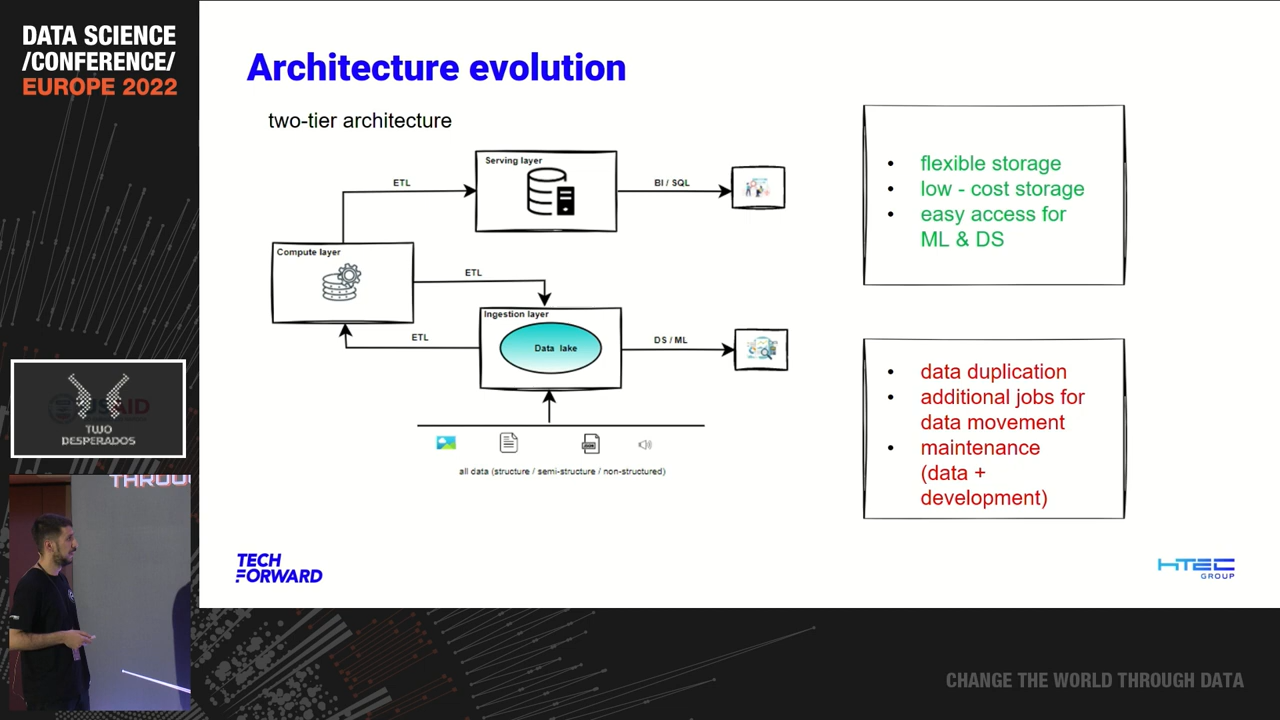 DATA SCIENCE
/CONFERENCE/
EUROPE 2022
Architecture evolution
two-tier architecture
Serving layer
ETL
BI / SQL
Compute layer
ETL
Ingestion layer
ETL
Data lake
DS / ML
all data (structure / semi-structure / non-structured)
• flexible storage
• low - cost storage
• easy access for
ML & DS
• data duplication
• additional jobs for
data movement
• maintenance
(data +
development)
TECH
FORWARD
HTEC
GROUP
USAID
TWO
DESPERADOS
CHANGE THE WORLD THROUGH DATA